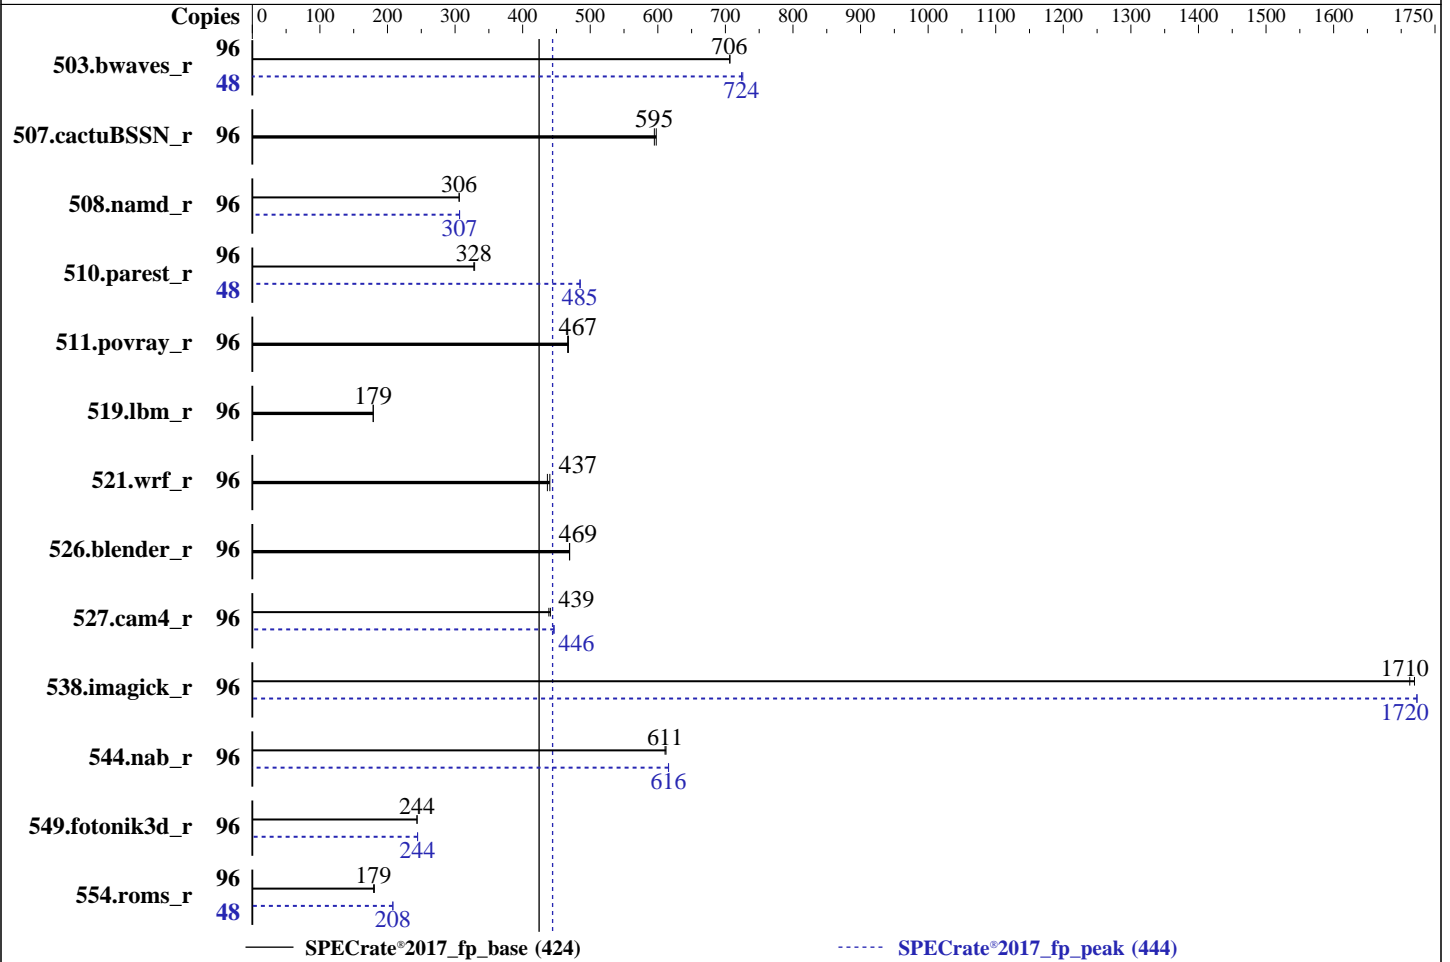 Copies 0 100 200 300 400 500 600 700 800 900 1000 1100 1200 1300 1400 1500 1600 1750
503.bwaves_r 96 706
48 724
507.cactuBSSN_r 96 595
508.namd_r 96 306
307
510.parest_r 96 328
48 485
511.povray_r 96 467
519.lbm_r 96 179
521.wrf_r 96 437
526.blender_r 96 469
527.cam4_r 96 439
446
538.imagick_r 96 1710
1720
544.nab_r 96 611
616
549.fotonik3d_r 96 244
244
554.roms_r 96 179
48 208
SPECrate®2017_fp_base (424) SPECrate®2017_fp_peak (444)